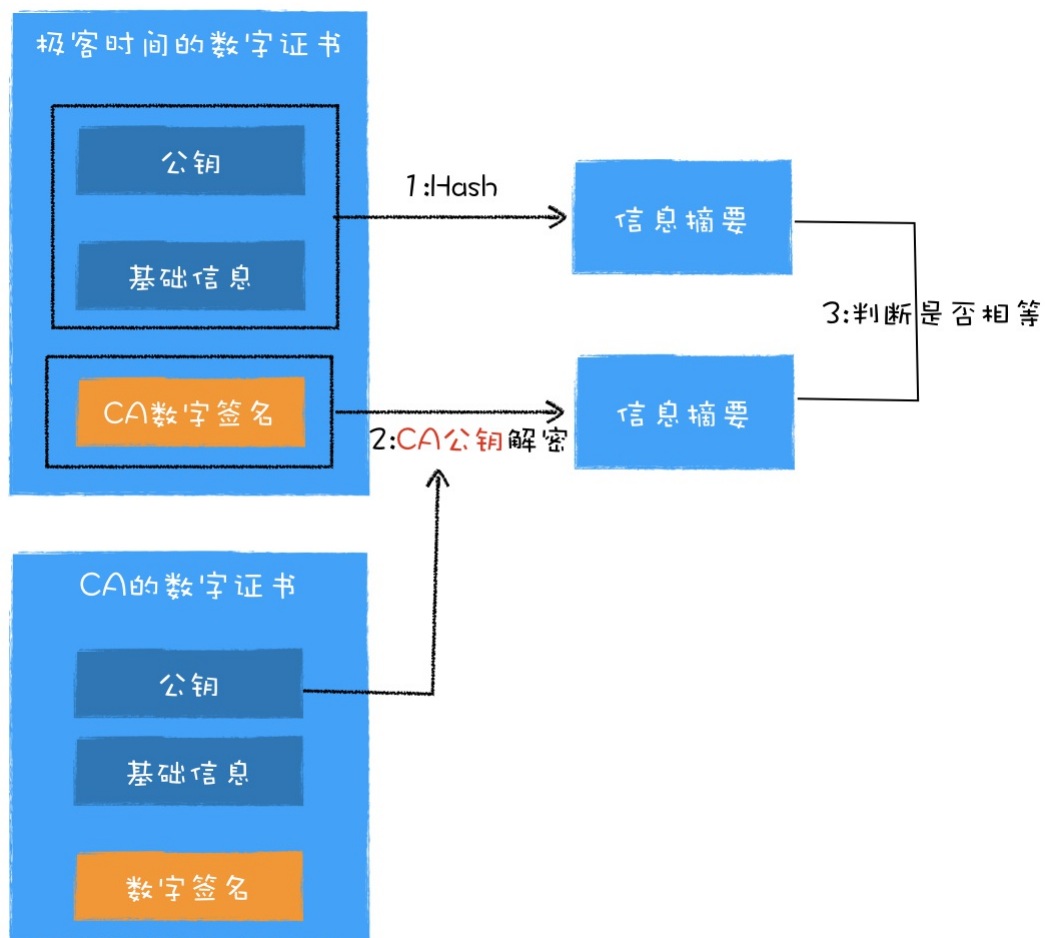 极客时间的数字证书
公钥
基础信息
CA数字签名
1:Hash
信息摘要
2:CA公钥解密
信息摘要
3:判断是否相等
CA的数字证书
公钥
基础信息
数字签名